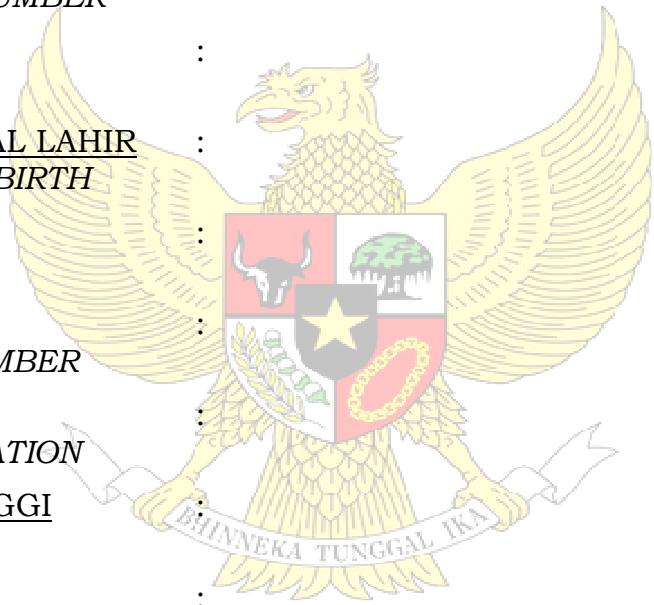 UMBER
:
AL LAHIR :
BIRTH
:
:
MBER
:
ATION
GGI :
BHINNEKA TUNGGAL IKA
: